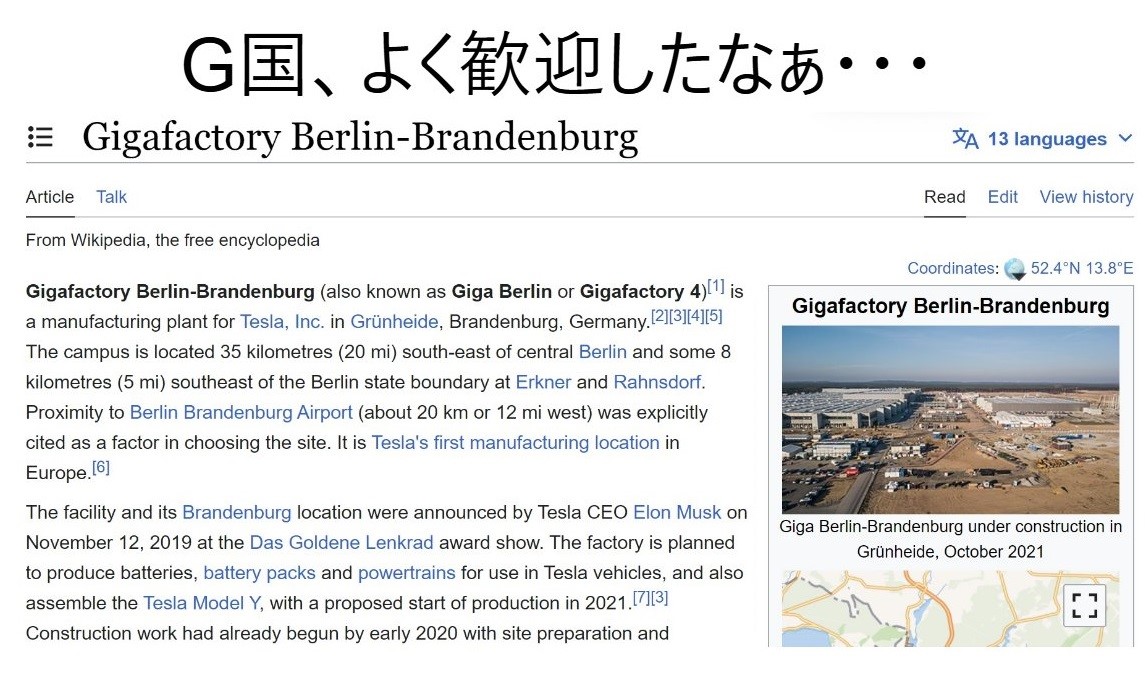 G国、よく歓迎したなぁ・・・
Gigafactory Berlin-Brandenburg
13 languages
Article Talk
Read Edit View history
From Wikipedia, the free encyclopedia
Coordinates: 52.4°N 13.8°E
Gigafactory Berlin-Brandenburg (also known as Giga Berlin or Gigafactory 4)[1] is
a manufacturing plant for Tesla, Inc. in Grünheide, Brandenburg, Germany.[2][3][4][5]
The campus is located 35 kilometres (20 mi) south-east of central Berlin and some 8
kilometres (5 mi) southeast of the Berlin state boundary at Erkner and Rahnsdorf.
Proximity to Berlin Brandenburg Airport (about 20 km or 12 mi west) was explicitly
cited as a factor in choosing the site. It is Tesla's first manufacturing location in
Europe.[6]
The facility and its Brandenburg location were announced by Tesla CEO Elon Musk on
November 12, 2019 at the Das Goldene Lenkrad award show. The factory is planned
to produce batteries, battery packs and powertrains for use in Tesla vehicles, and also
assemble the Tesla Model Y, with a proposed start of production in 2021.[7][3]
Construction work had already begun by early 2020 with site preparation and
Gigafactory Berlin-Brandenburg
Giga Berlin-Brandenburg under construction in
Grünheide, October 2021